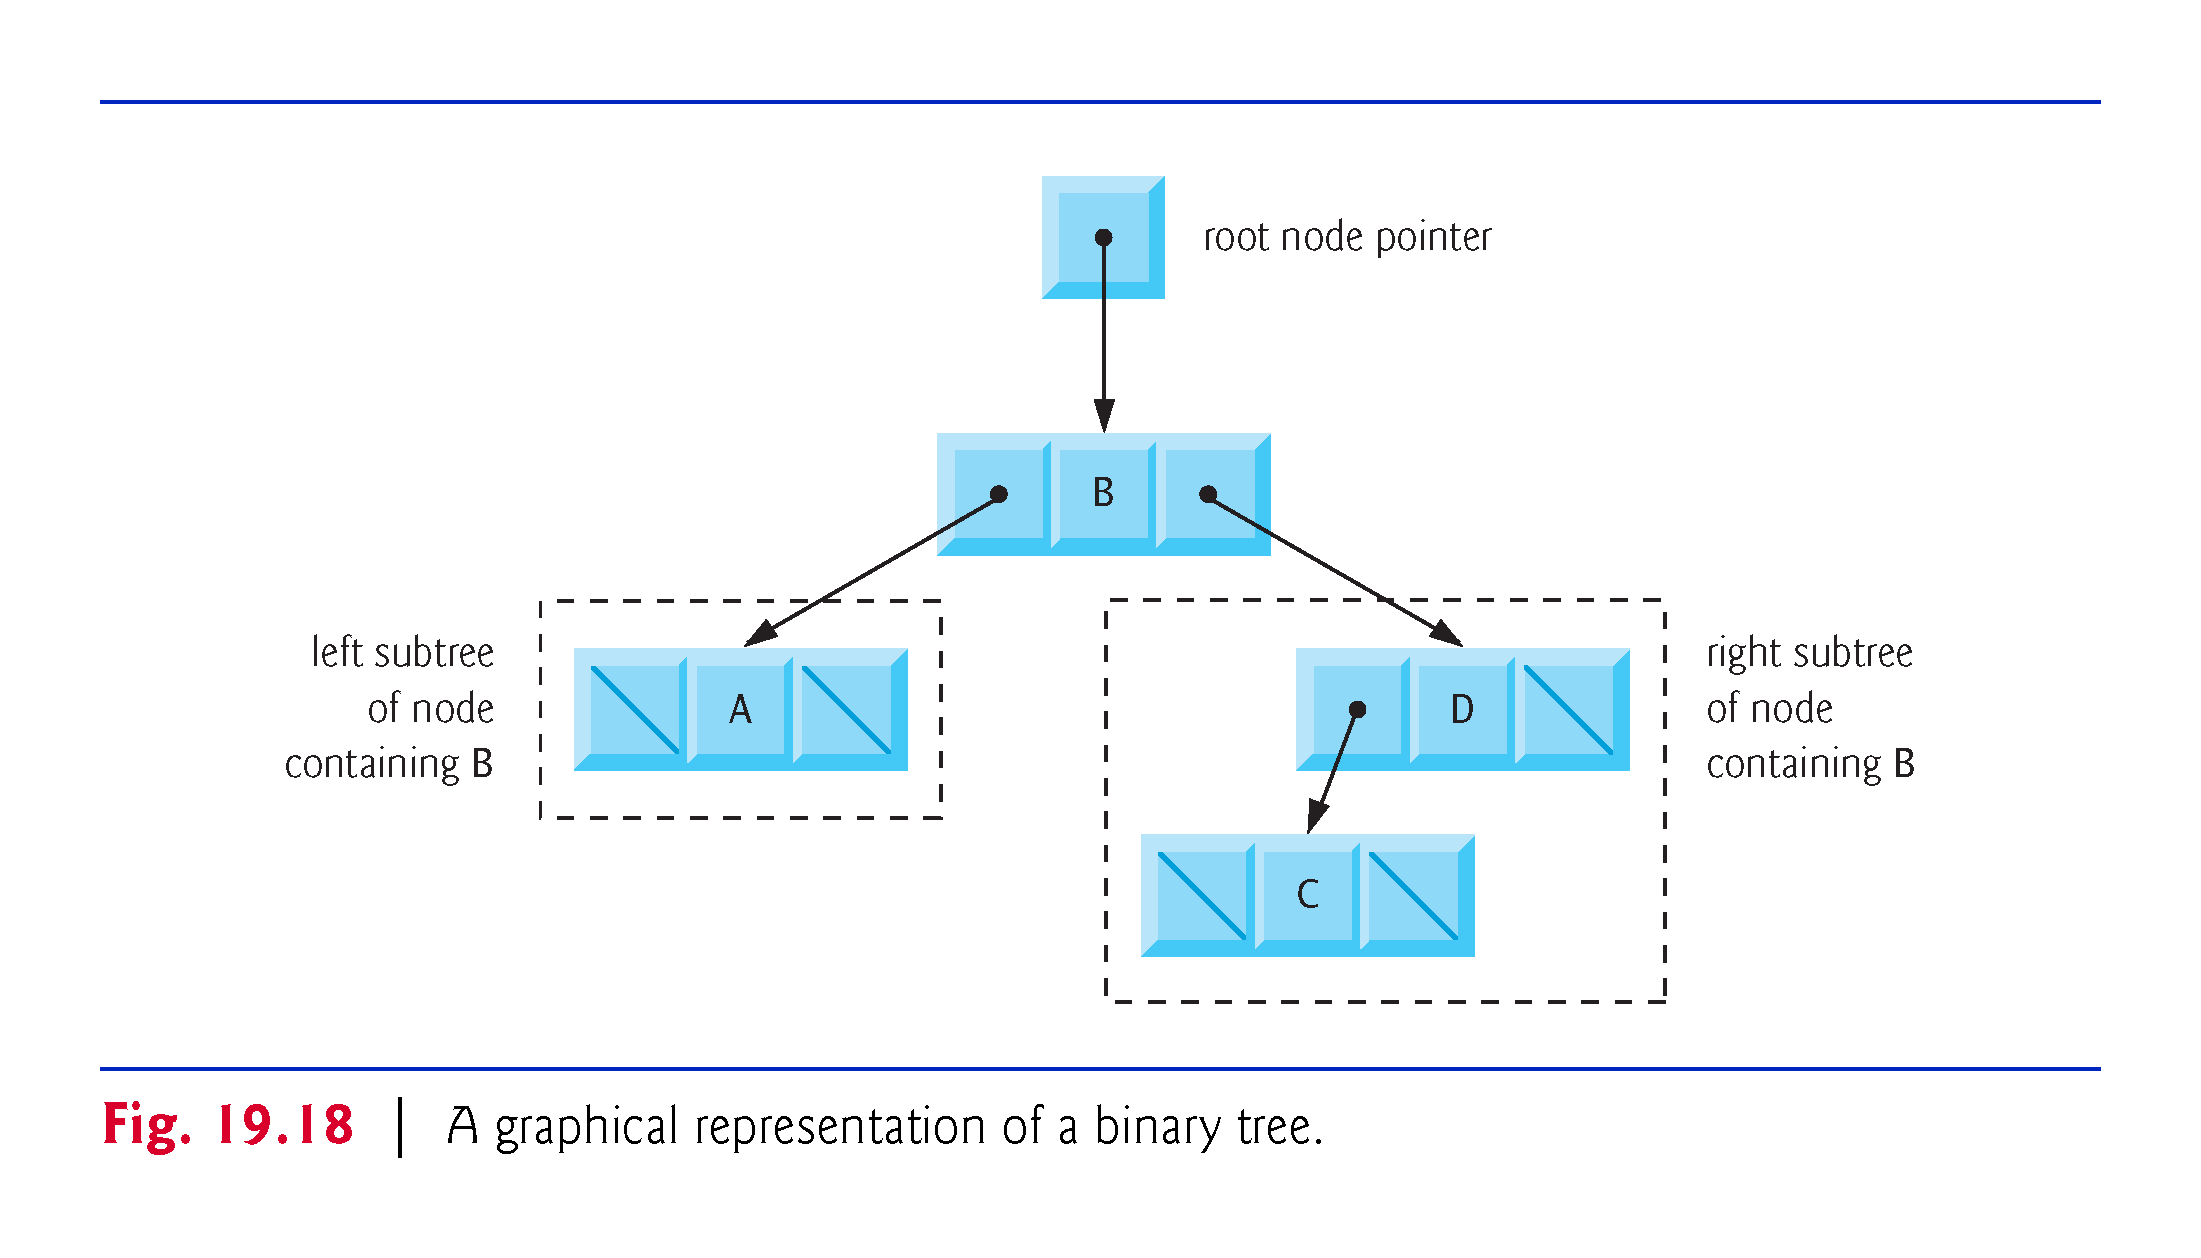 root node pointer
B
left subtree
of node
containing B
A
D
right subtree
of node
containing B
C
Fig. 19.18 | A graphical representation of a binary tree.